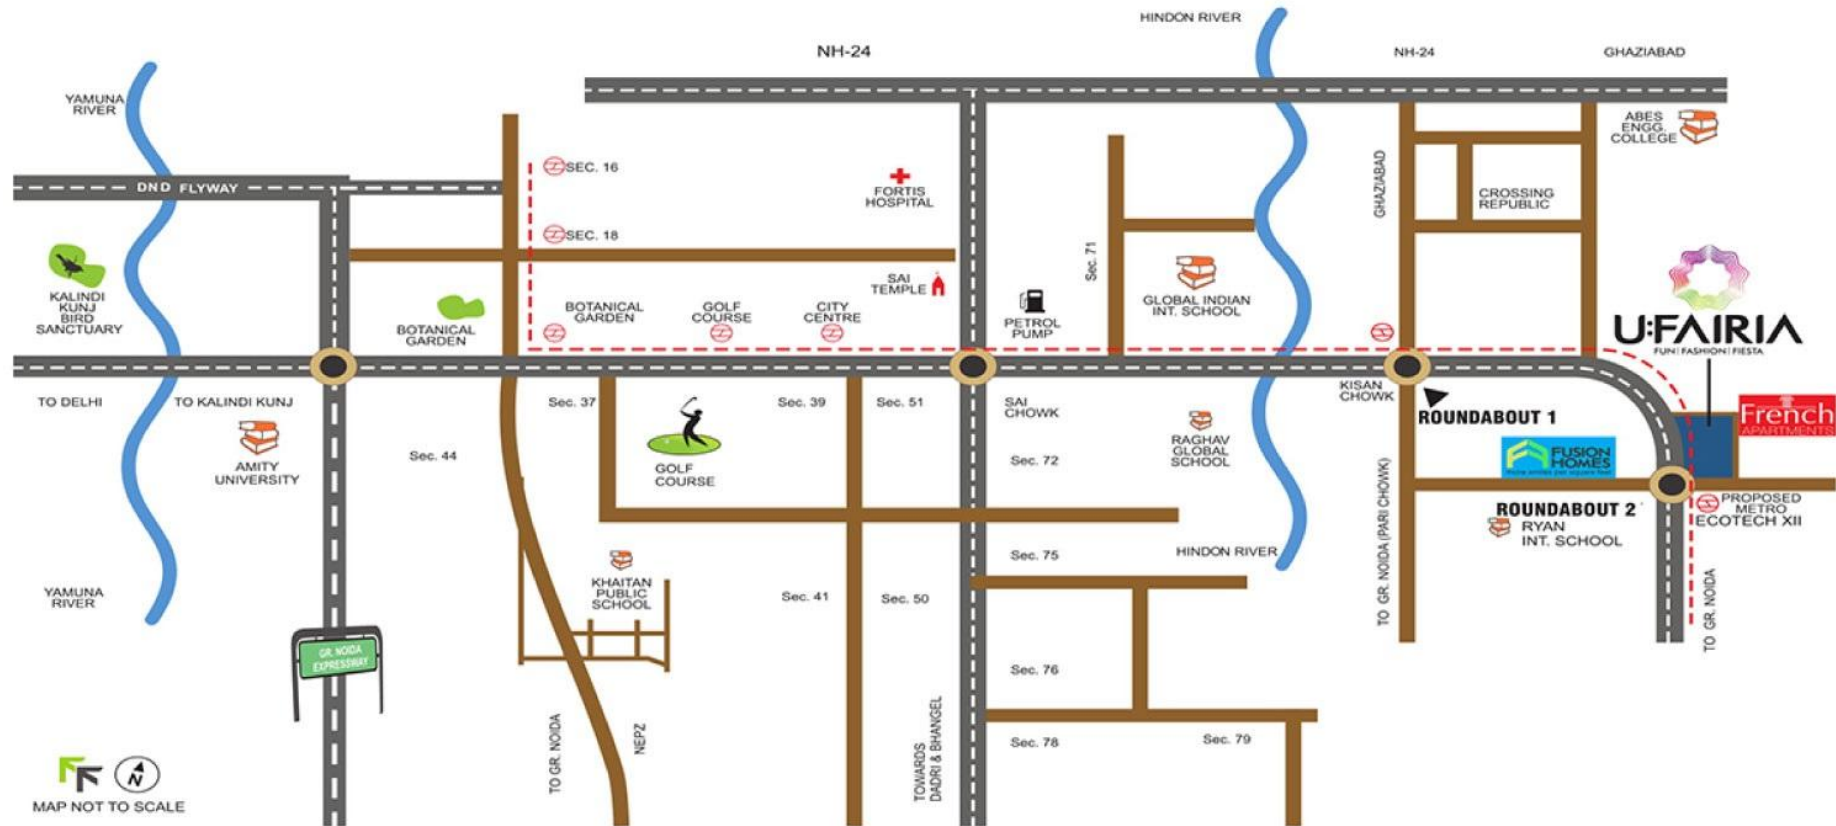 HINDON RIVER
NH-24
NH-24
GHAZIABAD
YAMUNA
RIVER
ABES
ENGG.
COLLEGE
SEC. 16
DND FLYWAY
FORTIS
HOSPITAL
GHAZIABAD
CROSSING
REPUBLIC
SEC. 18
Sec. 71
SAI
TEMPLE
KALINDI
KUNJ
BIRD
SANCTUARY
BOTANICAL
GARDEN
BOTANICAL
GARDEN
GOLF
COURSE
CITY
CENTRE
PETROL
PUMP
GLOBAL INDIAN
INT. SCHOOL
U:FAIRIA
FUN|FASHION|FIESTA
TO DELHI
TO KALINDI KUNJ
Sec. 37
Sec. 39
Sec. 51
SAI
CHOWK
KISAN
CHOWK
ROUNDABOUT 1
French
APARTMENTS
AMITY
UNIVERSITY
Sec. 44
GOLF
COURSE
Sec. 72
RAGHAV
GLOBAL
SCHOOL
FUSION
HOMES
ROUNDABOUT 2
RYAN
INT. SCHOOL
PROPOSED
METRO
ECOTECH XII
TO GR. NOIDA (PARI CHOWK)
Sec. 75
HINDON RIVER
YAMUNA
RIVER
KHAITAN
PUBLIC
SCHOOL
Sec. 41
Sec. 50
TO GR. NOIDA
GR. NOIDA
EXPRESSWAY
Sec. 76
TO GR. NOIDA
NEPZ
TOWARDS
DADRI & BHANGEL
Sec. 78
Sec. 79
N
MAP NOT TO SCALE